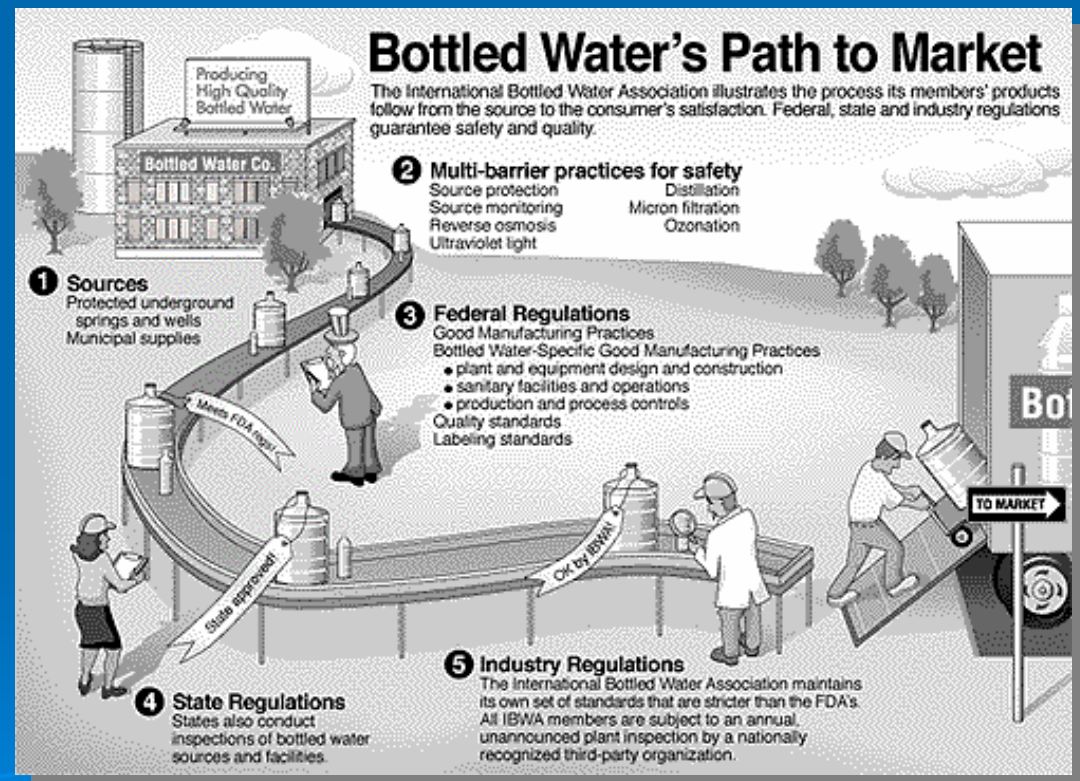 Bottled Water's Path to Market
The International Bottled Water Association illustrates the process its members' products
follow from the source to the consumer's satisfaction. Federal, state and industry regulations
guarantee safety and quality.
Producing
High Quality
Bottled Water
Bottled Water Co.
1 Sources
Protected underground
springs and wells
Municipal supplies
2 Multi-barrier practices for safety
Source protection
Source monitoring
Reverse osmosis
Ultraviolet light
Distillation
Micron filtration
Ozonation
3 Federal Regulations
Good Manufacturing Practices
Bottled Water-Specific Good Manufacturing Practices
• plant and equipment design and construction
• sanitary facilities and operations
• production and process controls
Quality standards
Labeling standards
Meets FDA regs!
State approved!
OK by IBWA!
Bot
TO MARKET
4 State Regulations
States also conduct
inspections of bottled water
sources and facilities.
5 Industry Regulations
The International Bottled Water Association maintains
its own set of standards that are stricter than the FDA's.
All IBWA members are subject to an annual,
unannounced plant inspection by a nationally
recognized third-party organization.